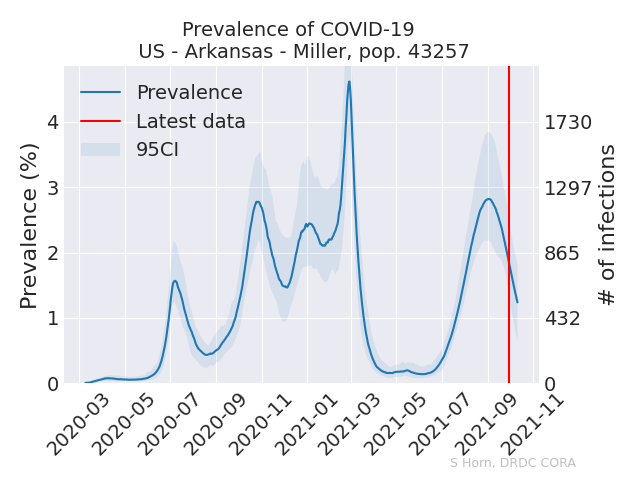 Prevalence of COVID-19
US - Arkansas - Miller, pop. 43257
Prevalence
Latest data
95CI
Prevalence (%)
4
3
2
1
0
1730
1297
865
432
0
# of infections
2020-03
2020-05
2020-07
2020-09
2020-11
2021-01
2021-03
2021-05
2021-07
2021-09
2021-11
S Horn, DRDC CORA